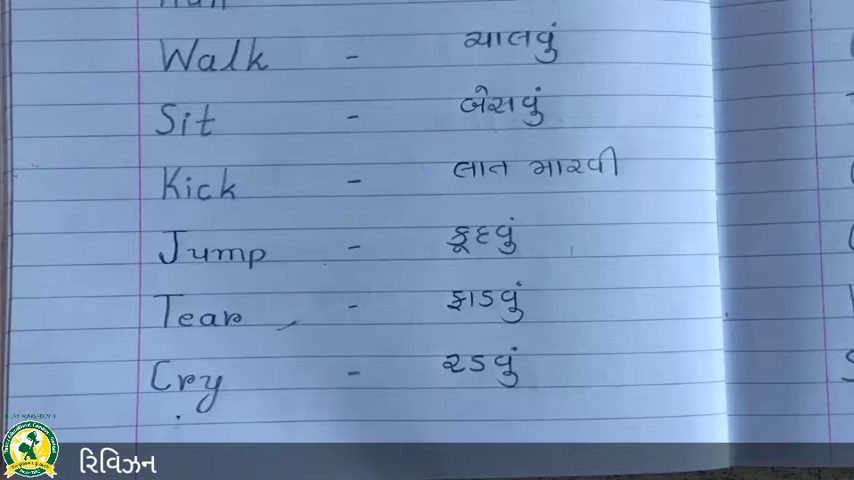 Walk - ચાલવું
Sit - બેસવું
Kick - લાત મારવી
Jump - કૂદવું
Tear - ફાડવું
Cry - રડવું
રિવિઝન